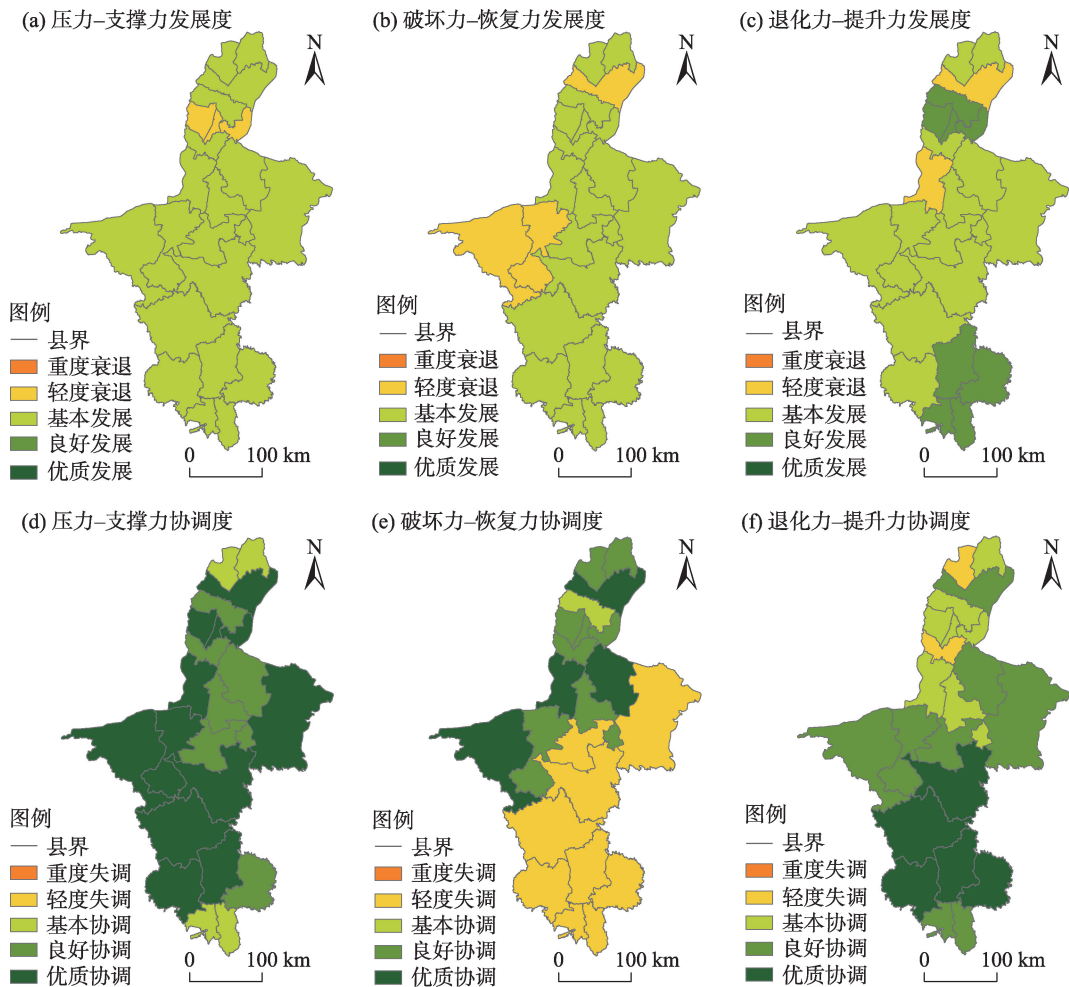 (a) 压力–支撑力发展度
N
图例
县界
重度衰退
轻度衰退
基本发展
良好发展
优质发展
0 100 km
(b) 破坏力–恢复力发展度
N
图例
县界
重度衰退
轻度衰退
基本发展
良好发展
优质发展
0 100 km
(c) 退化力–提升力发展度
N
图例
县界
重度衰退
轻度衰退
基本发展
良好发展
优质发展
0 100 km
(d) 压力–支撑力协调度
N
图例
县界
重度失调
轻度失调
基本协调
良好协调
优质协调
0 100 km
(e) 破坏力–恢复力协调度
N
图例
县界
重度失调
轻度失调
基本协调
良好协调
优质协调
0 100 km
(f) 退化力–提升力协调度
N
图例
县界
重度失调
轻度失调
基本协调
良好协调
优质协调
0 100 km